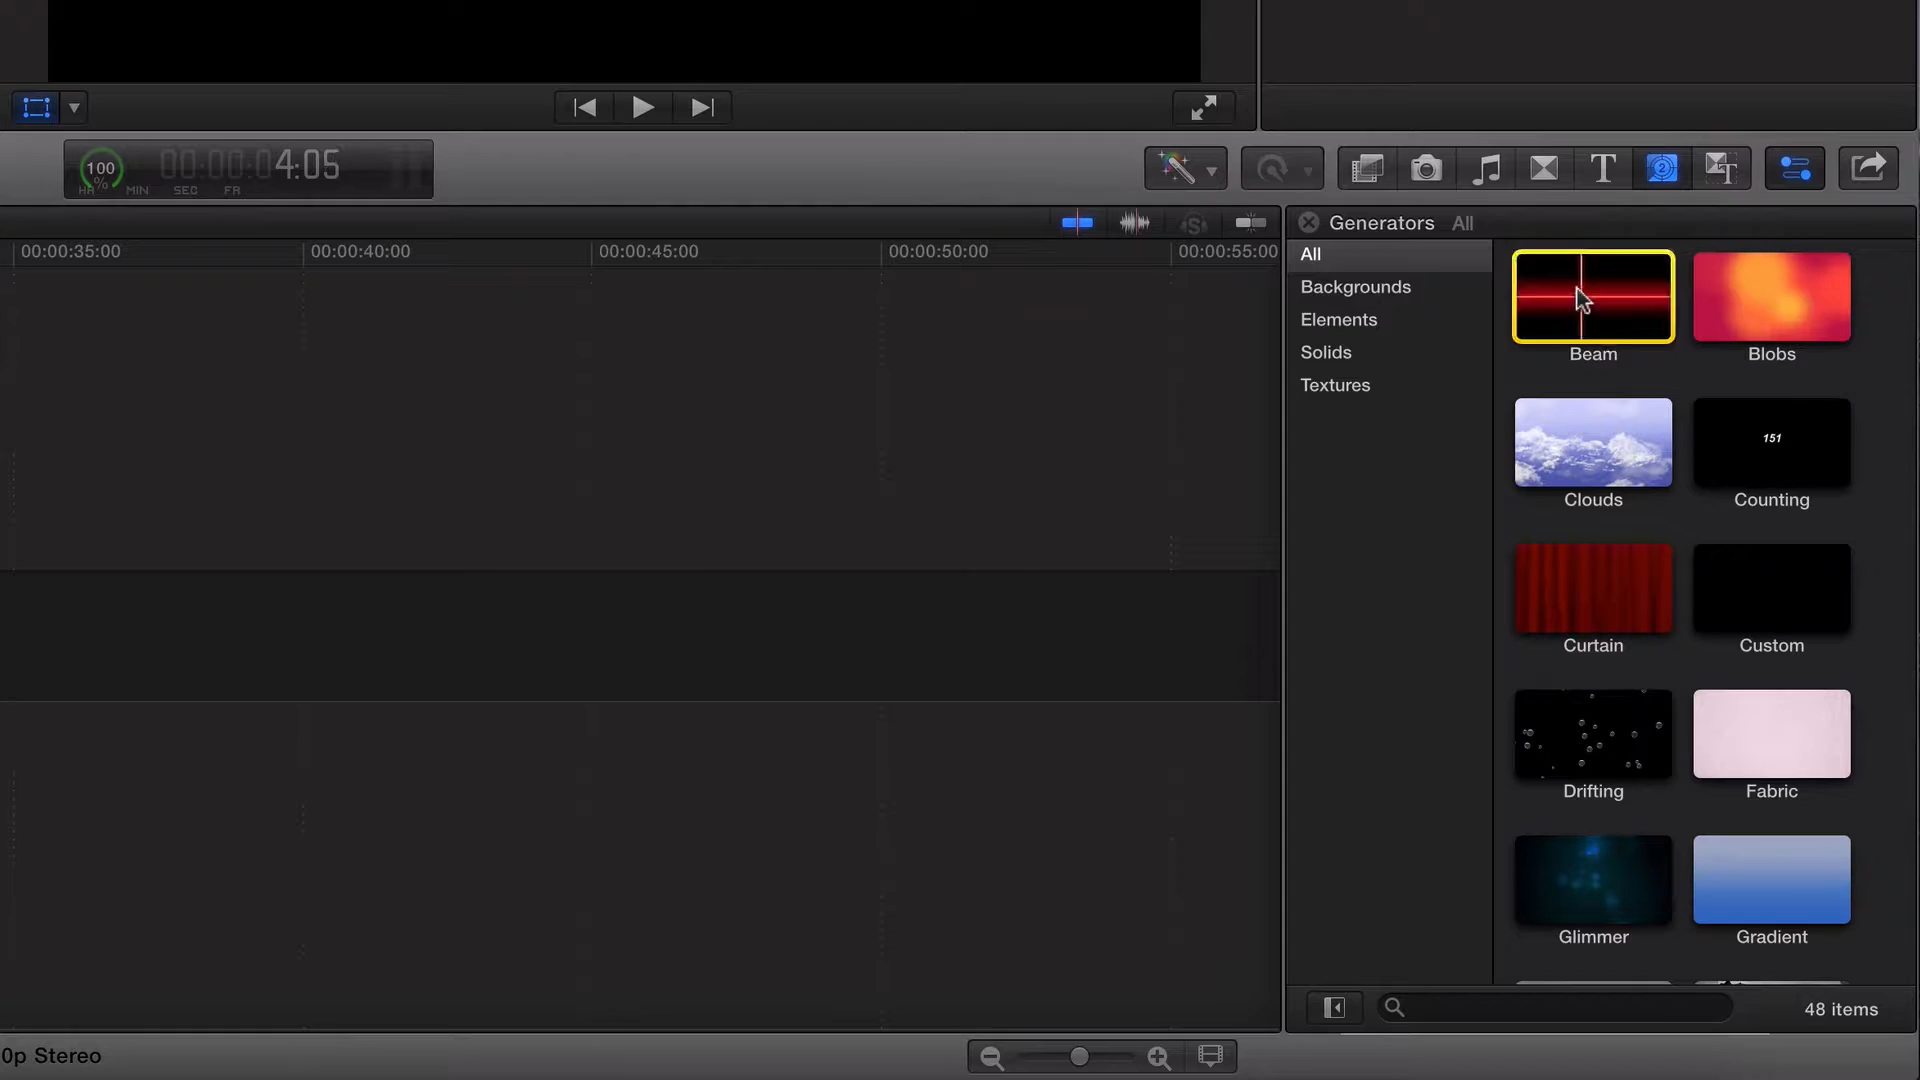 100
%
00:00:04:05
HR MIN SEC FR
T
2
T
S
00:00:35:00 00:00:40:00 00:00:45:00 00:00:50:00 00:00:55:00
Generators All
All
Backgrounds
Elements
Solids
Textures
Beam Blobs
151
Clouds Counting
Curtain Custom
Drifting Fabric
Glimmer Gradient
48 items
0p Stereo